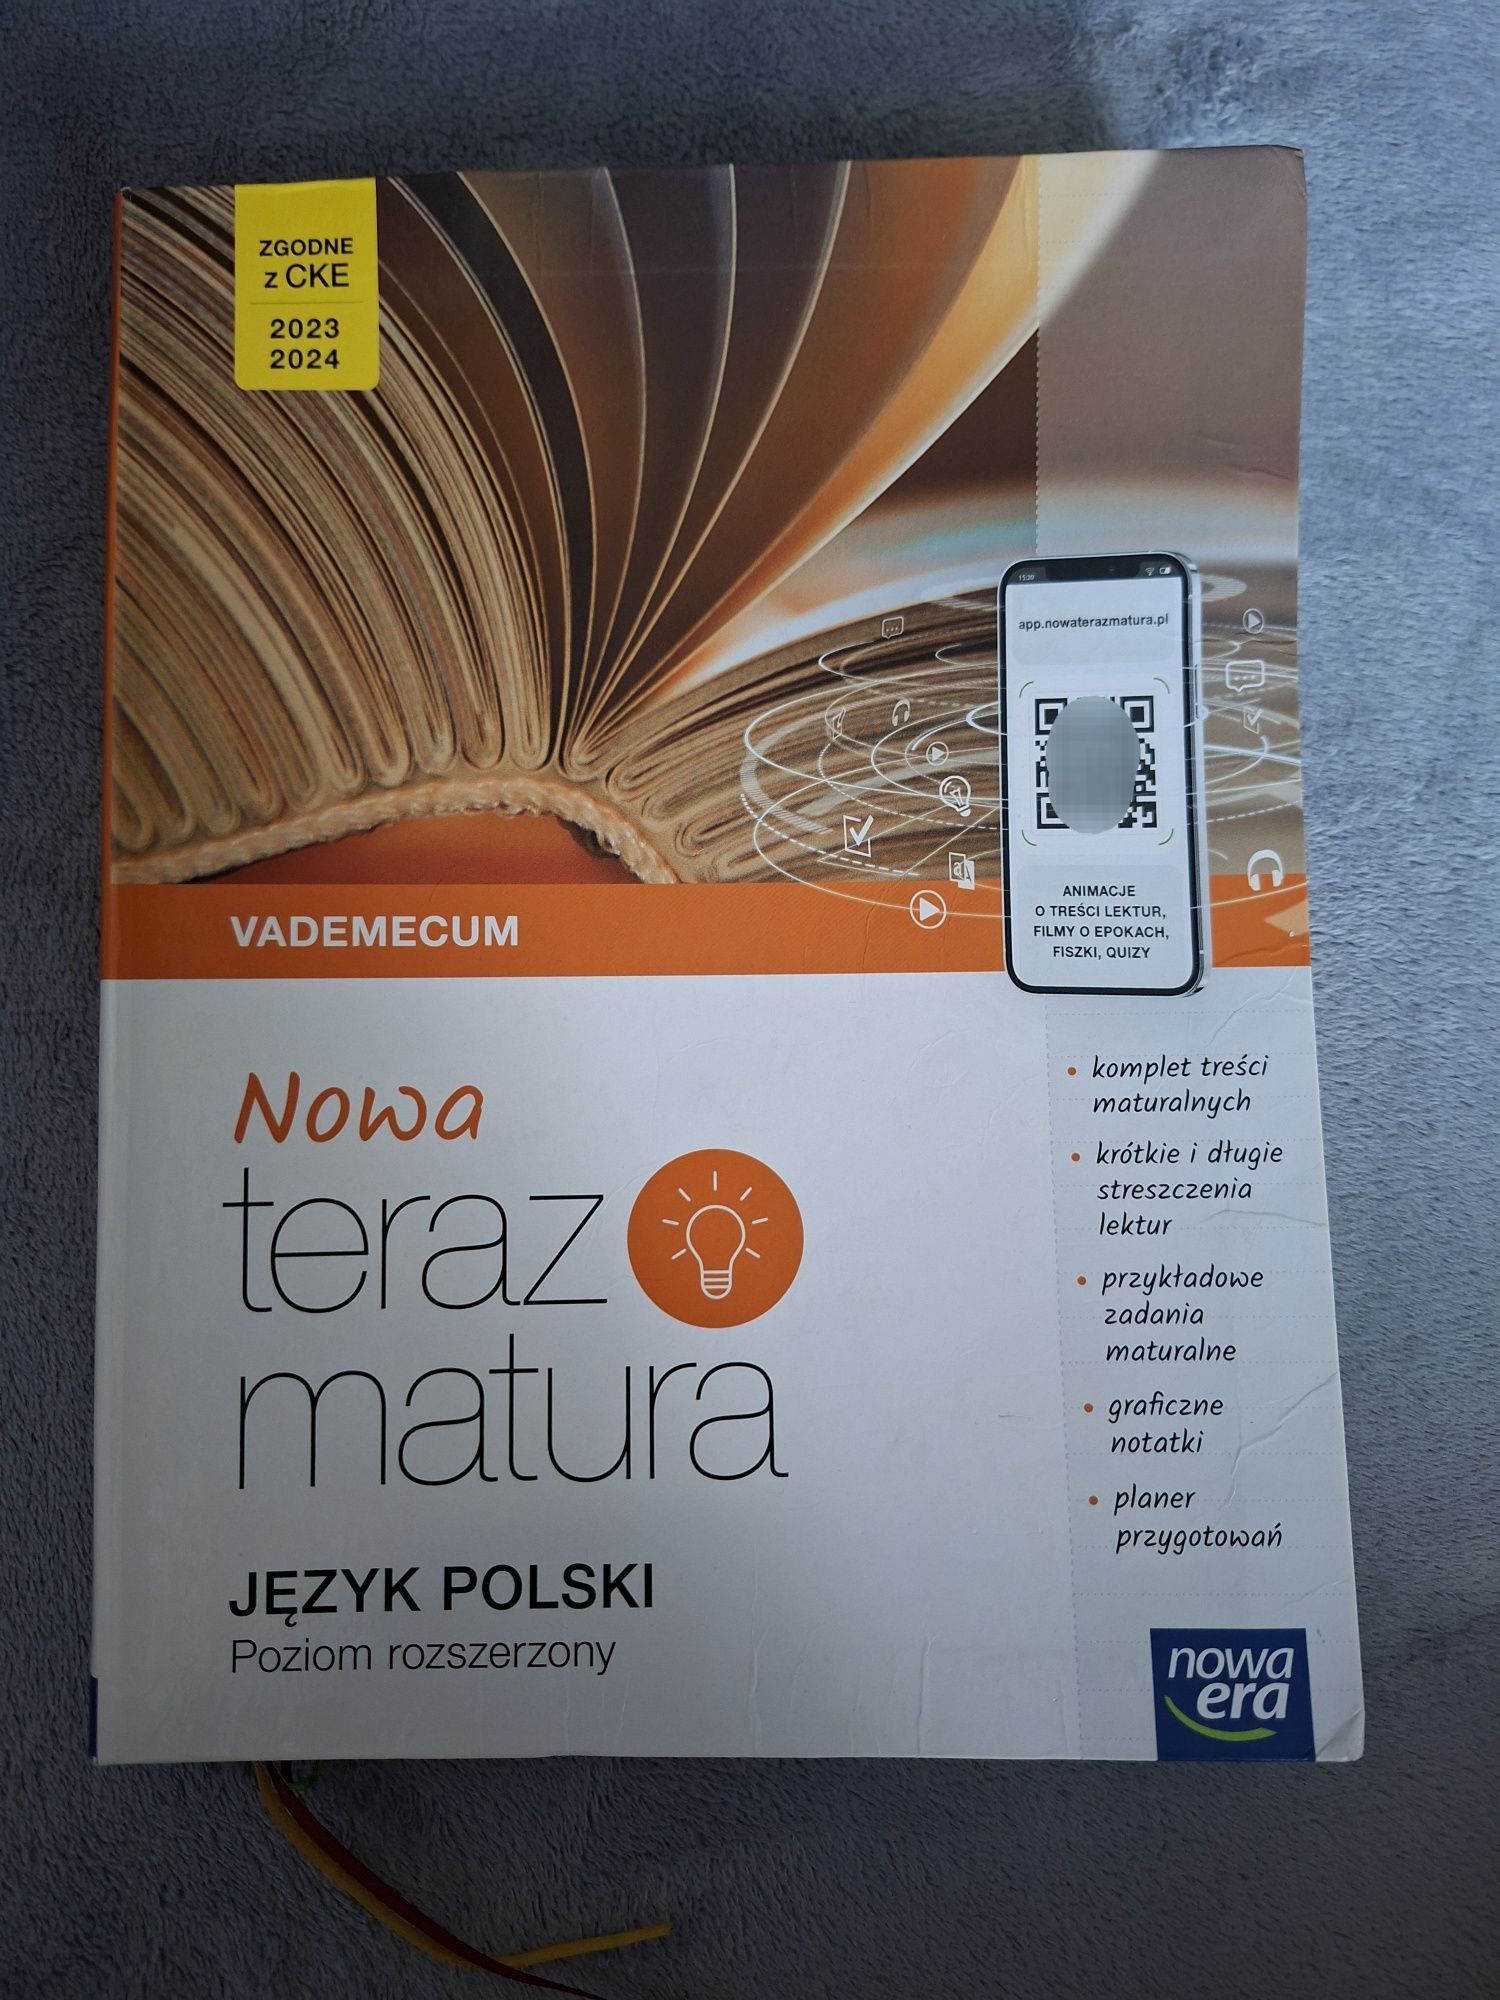 ZGODNE
z CKE
2023
2024
15:20
app.nowaterazmatura.pl
ANIMACJE
O TREŚCI LEKTUR,
FILMY O EPOKACH,
FISZKI, QUIZY
VADEMECUM
Nowa
teraz
matura
JĘZYK POLSKI
Poziom rozszerzony
• komplet treści
maturalnych
• krótkie i długie
streszczenia
lektur
• przykładowe
zadania
maturalne
• graficzne
notatki
• planer
przygotowań
nowa
era